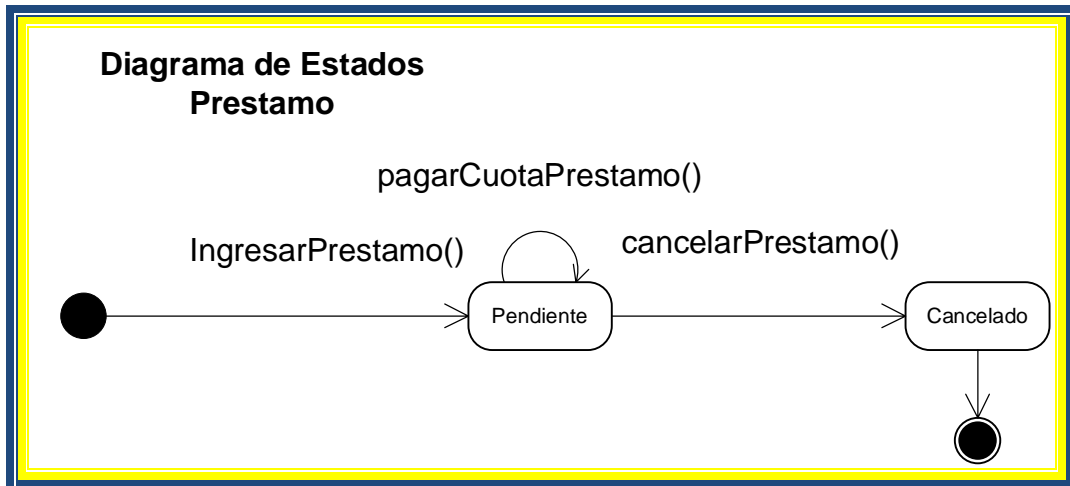 Diagrama de Estados
Prestamo
pagarCuotaPrestamo()
IngresarPrestamo()
cancelarPrestamo()
Pendiente
Cancelado